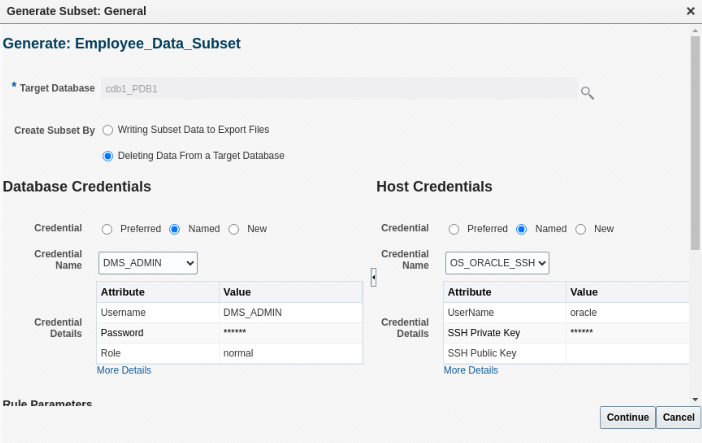 Generate Subset: General
Generate: Employee_Data_Subset
* Target Database cdb1_PDB1
Create Subset By Writing Subset Data to Export Files
Deleting Data From a Target Database
Database Credentials
Credential Preferred Named New
Credential Name DMS_ADMIN
Credential Details
Attribute Value
Username DMS_ADMIN
Password ******
Role normal
More Details
Host Credentials
Credential Preferred Named New
Credential Name OS_ORACLE_SSH
Credential Details
Attribute Value
UserName oracle
SSH Private Key ******
SSH Public Key
More Details
Rule Parameters
Continue Cancel